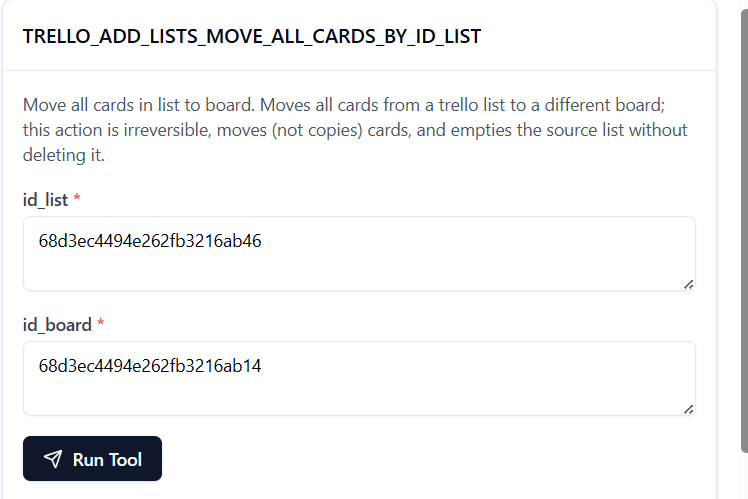 TRELLO_ADD_LISTS_MOVE_ALL_CARDS_BY_ID_LIST
Move all cards in list to board. Moves all cards from a trello list to a different board;
this action is irreversible, moves (not copies) cards, and empties the source list without
deleting it.
id_list *
68d3ec4494e262fb3216ab46
id_board *
68d3ec4494e262fb3216ab14
Run Tool